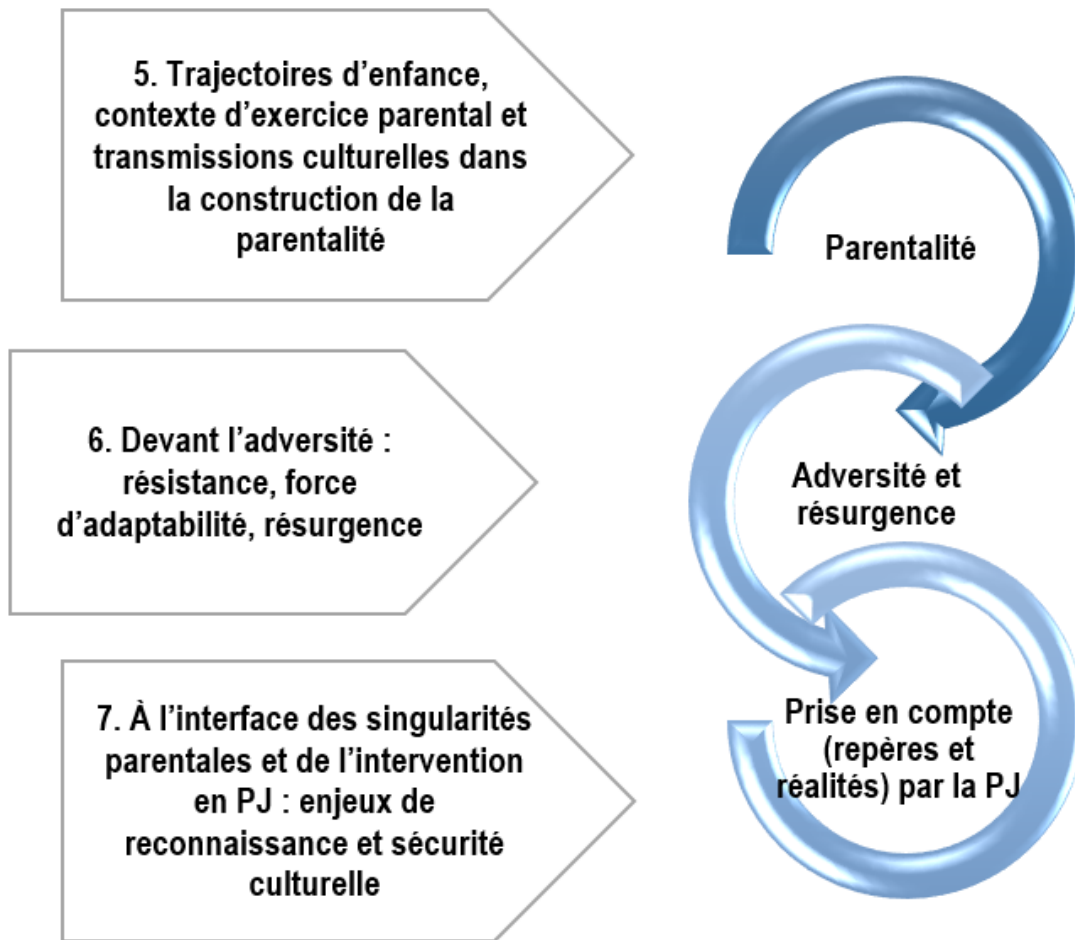 5. Trajectoires d'enfance,
contexte d'exercice parental et
transmissions culturelles dans
la construction de la
parentalité
Parentalité
6. Devant l'adversité :
résistance, force
d'adaptabilité, résurgence
Adversité et
résurgence
7. À l'interface des singularités
parentales et de l'intervention
en PJ : enjeux de
reconnaissance et sécurité
culturelle
Prise en compte
(repères et
réalités) par la PJ